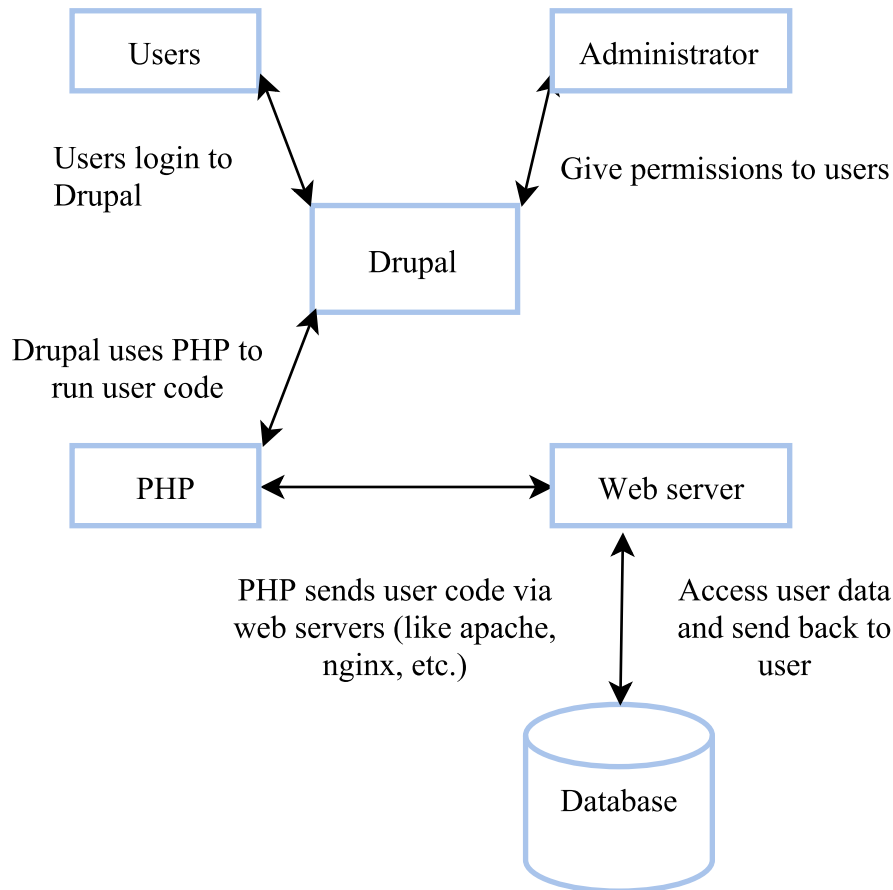 Users
Administrator
Users login to
Drupal
Give permissions to users
Drupal
Drupal uses PHP to
run user code
PHP
Web server
PHP sends user code via
web servers (like apache,
nginx, etc.)
Access user data
and send back to
user
Database